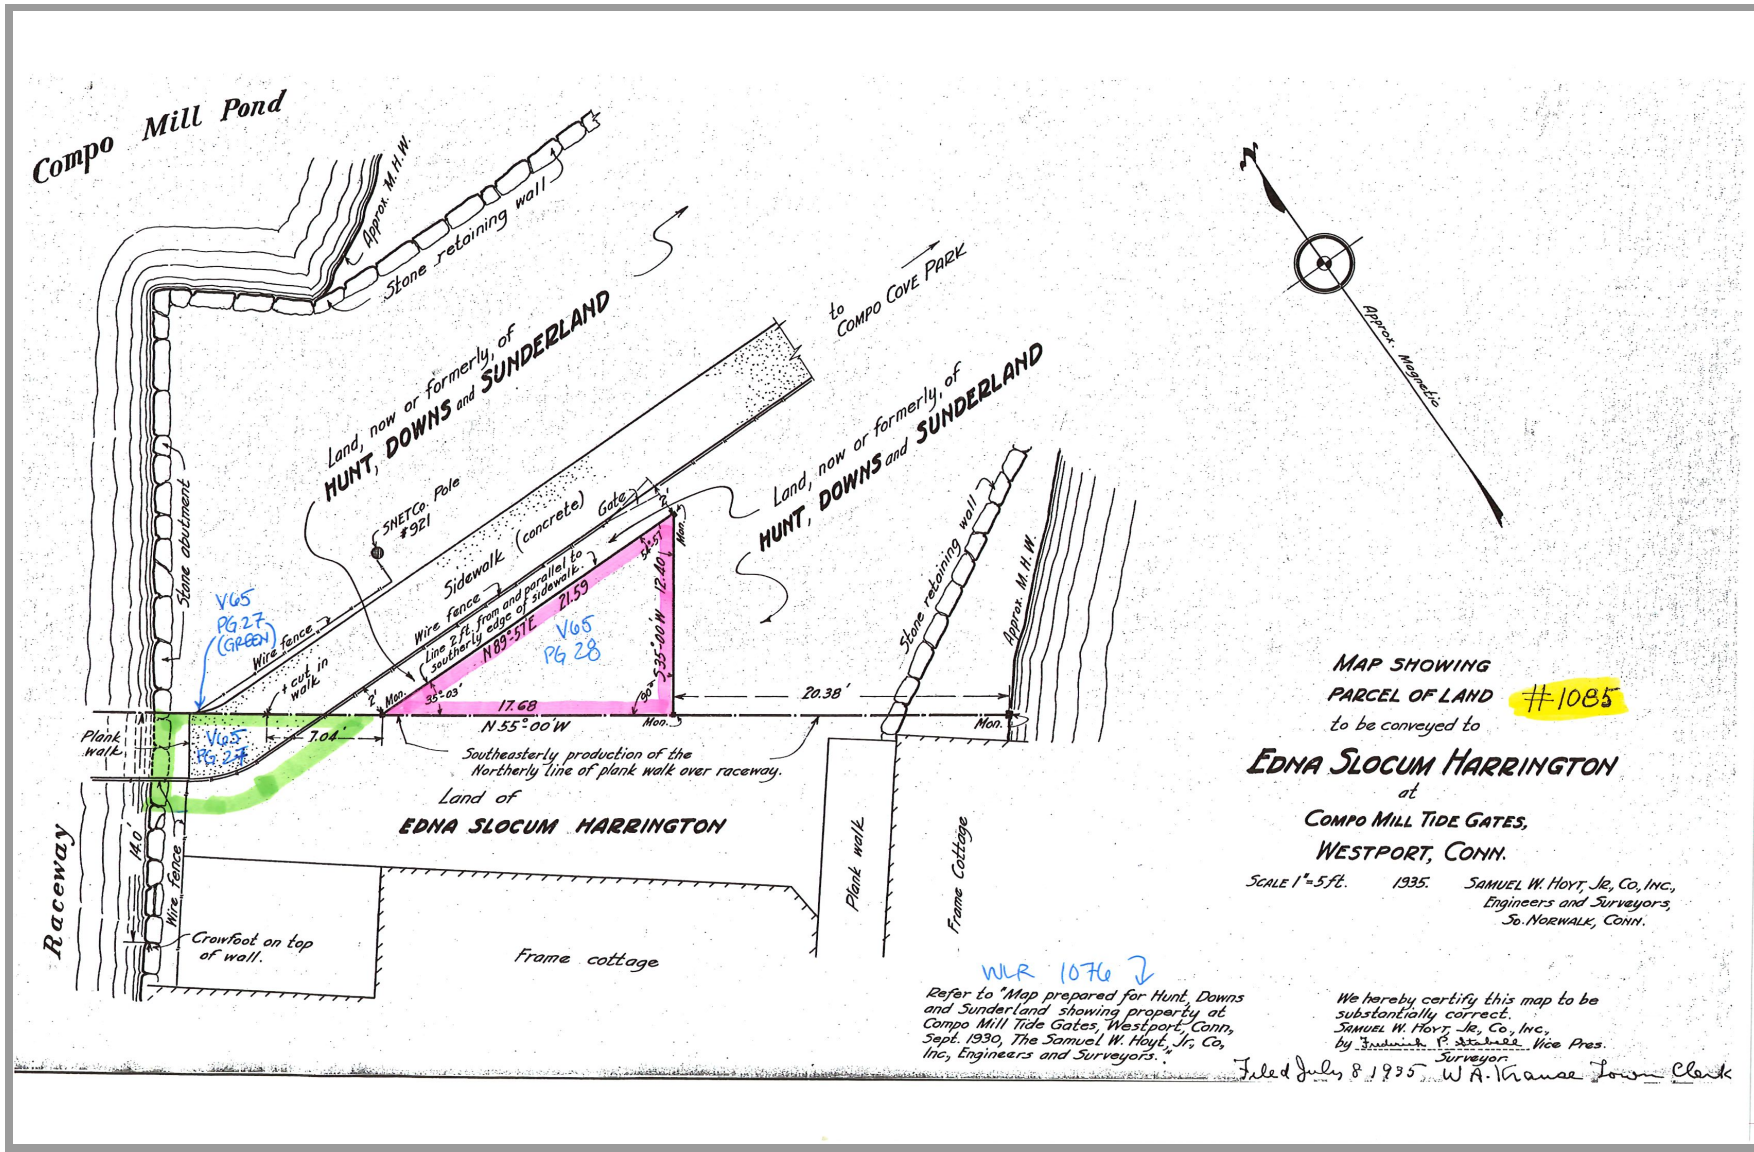 Compo Mill Pond
Approx. M.H.W.
Stone retaining wall
to
COMPO COVE PARK
N
Approx. Magnetic
Land, now or formerly, of
HUNT, DOWNS and SUNDERLAND
Land, now or formerly, of
HUNT, DOWNS and SUNDERLAND
SNETCo. Pole
#921
Sidewalk (concrete)
Gate
2'
Mon.
Stone abutment
V65
PG.27
(GREEN)
Wire fence
+ cut in
walk.
Wire fence
Line 2ft. from and parallel to
southerly edge of sidewalk.
N89°-57'E
21.59
54°-57'
12.40
S35°-00'W
90°
V65
PG 28
2'
Mon.
35°-03'
17.68
N 55°-00'W
Mon.
20.38'
Mon.
Stone retaining wall
Approx. M.H.W.
Plank
walk
V65
PG 27
7.04'
Southeasterly production of the
Northerly line of plank walk over raceway.
Land of
EDNA SLOCUM HARRINGTON
14.0'
Wire fence
Raceway
Crowfoot on top
of wall.
Frame cottage
Plank walk
Frame Cottage
MAP SHOWING
PARCEL OF LAND #1085
to be conveyed to
EDNA SLOCUM HARRINGTON
at
COMPO MILL TIDE GATES,
WESTPORT, CONN.
SCALE 1"=5ft. 1935. SAMUEL W. HOYT, JR., CO., INC.,
Engineers and Surveyors,
SO. NORWALK, CONN.
WLR 1076
Refer to "Map prepared for Hunt, Downs
and Sunderland showing property at
Compo Mill Tide Gates, Westport, Conn.,
Sept. 1930, The Samuel W. Hoyt, Jr., Co.,
Inc., Engineers and Surveyors."
We hereby certify this map to be
substantially correct.
SAMUEL W. HOYT, JR., CO., INC.,
by Frederick P. Stabell Vice Pres.
Surveyor
Filed July 8 1935 W A. Krause Town Clerk